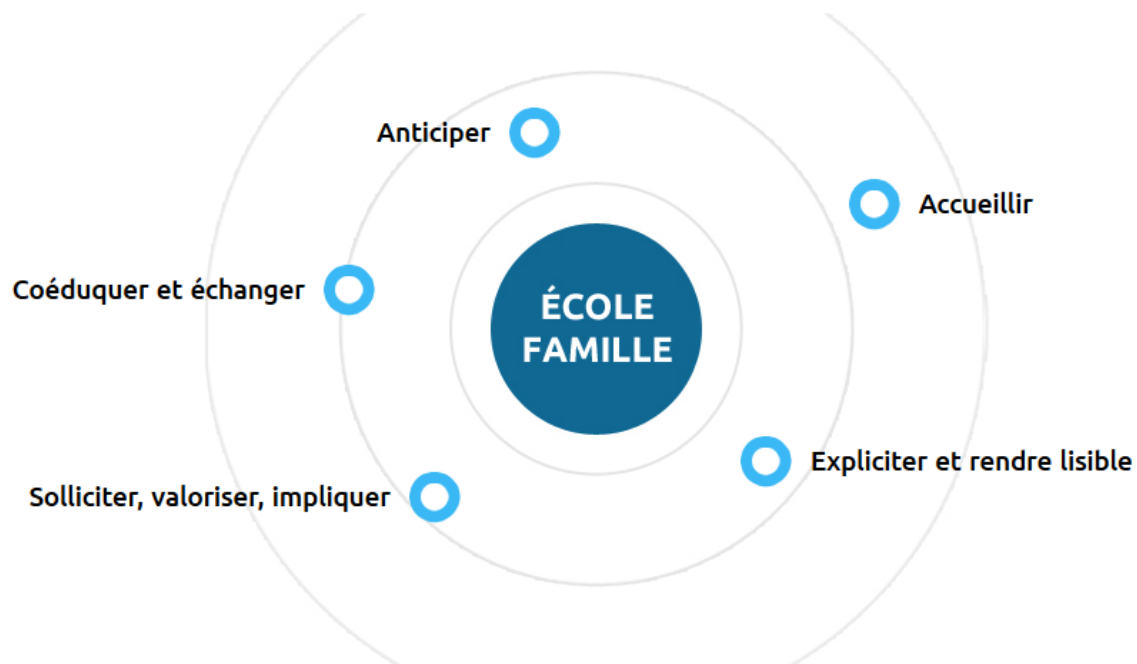 Anticiper
Accueillir
Coéduquer et échanger
ÉCOLE
FAMILLE
Expliciter et rendre lisible
Solliciter, valoriser, impliquer